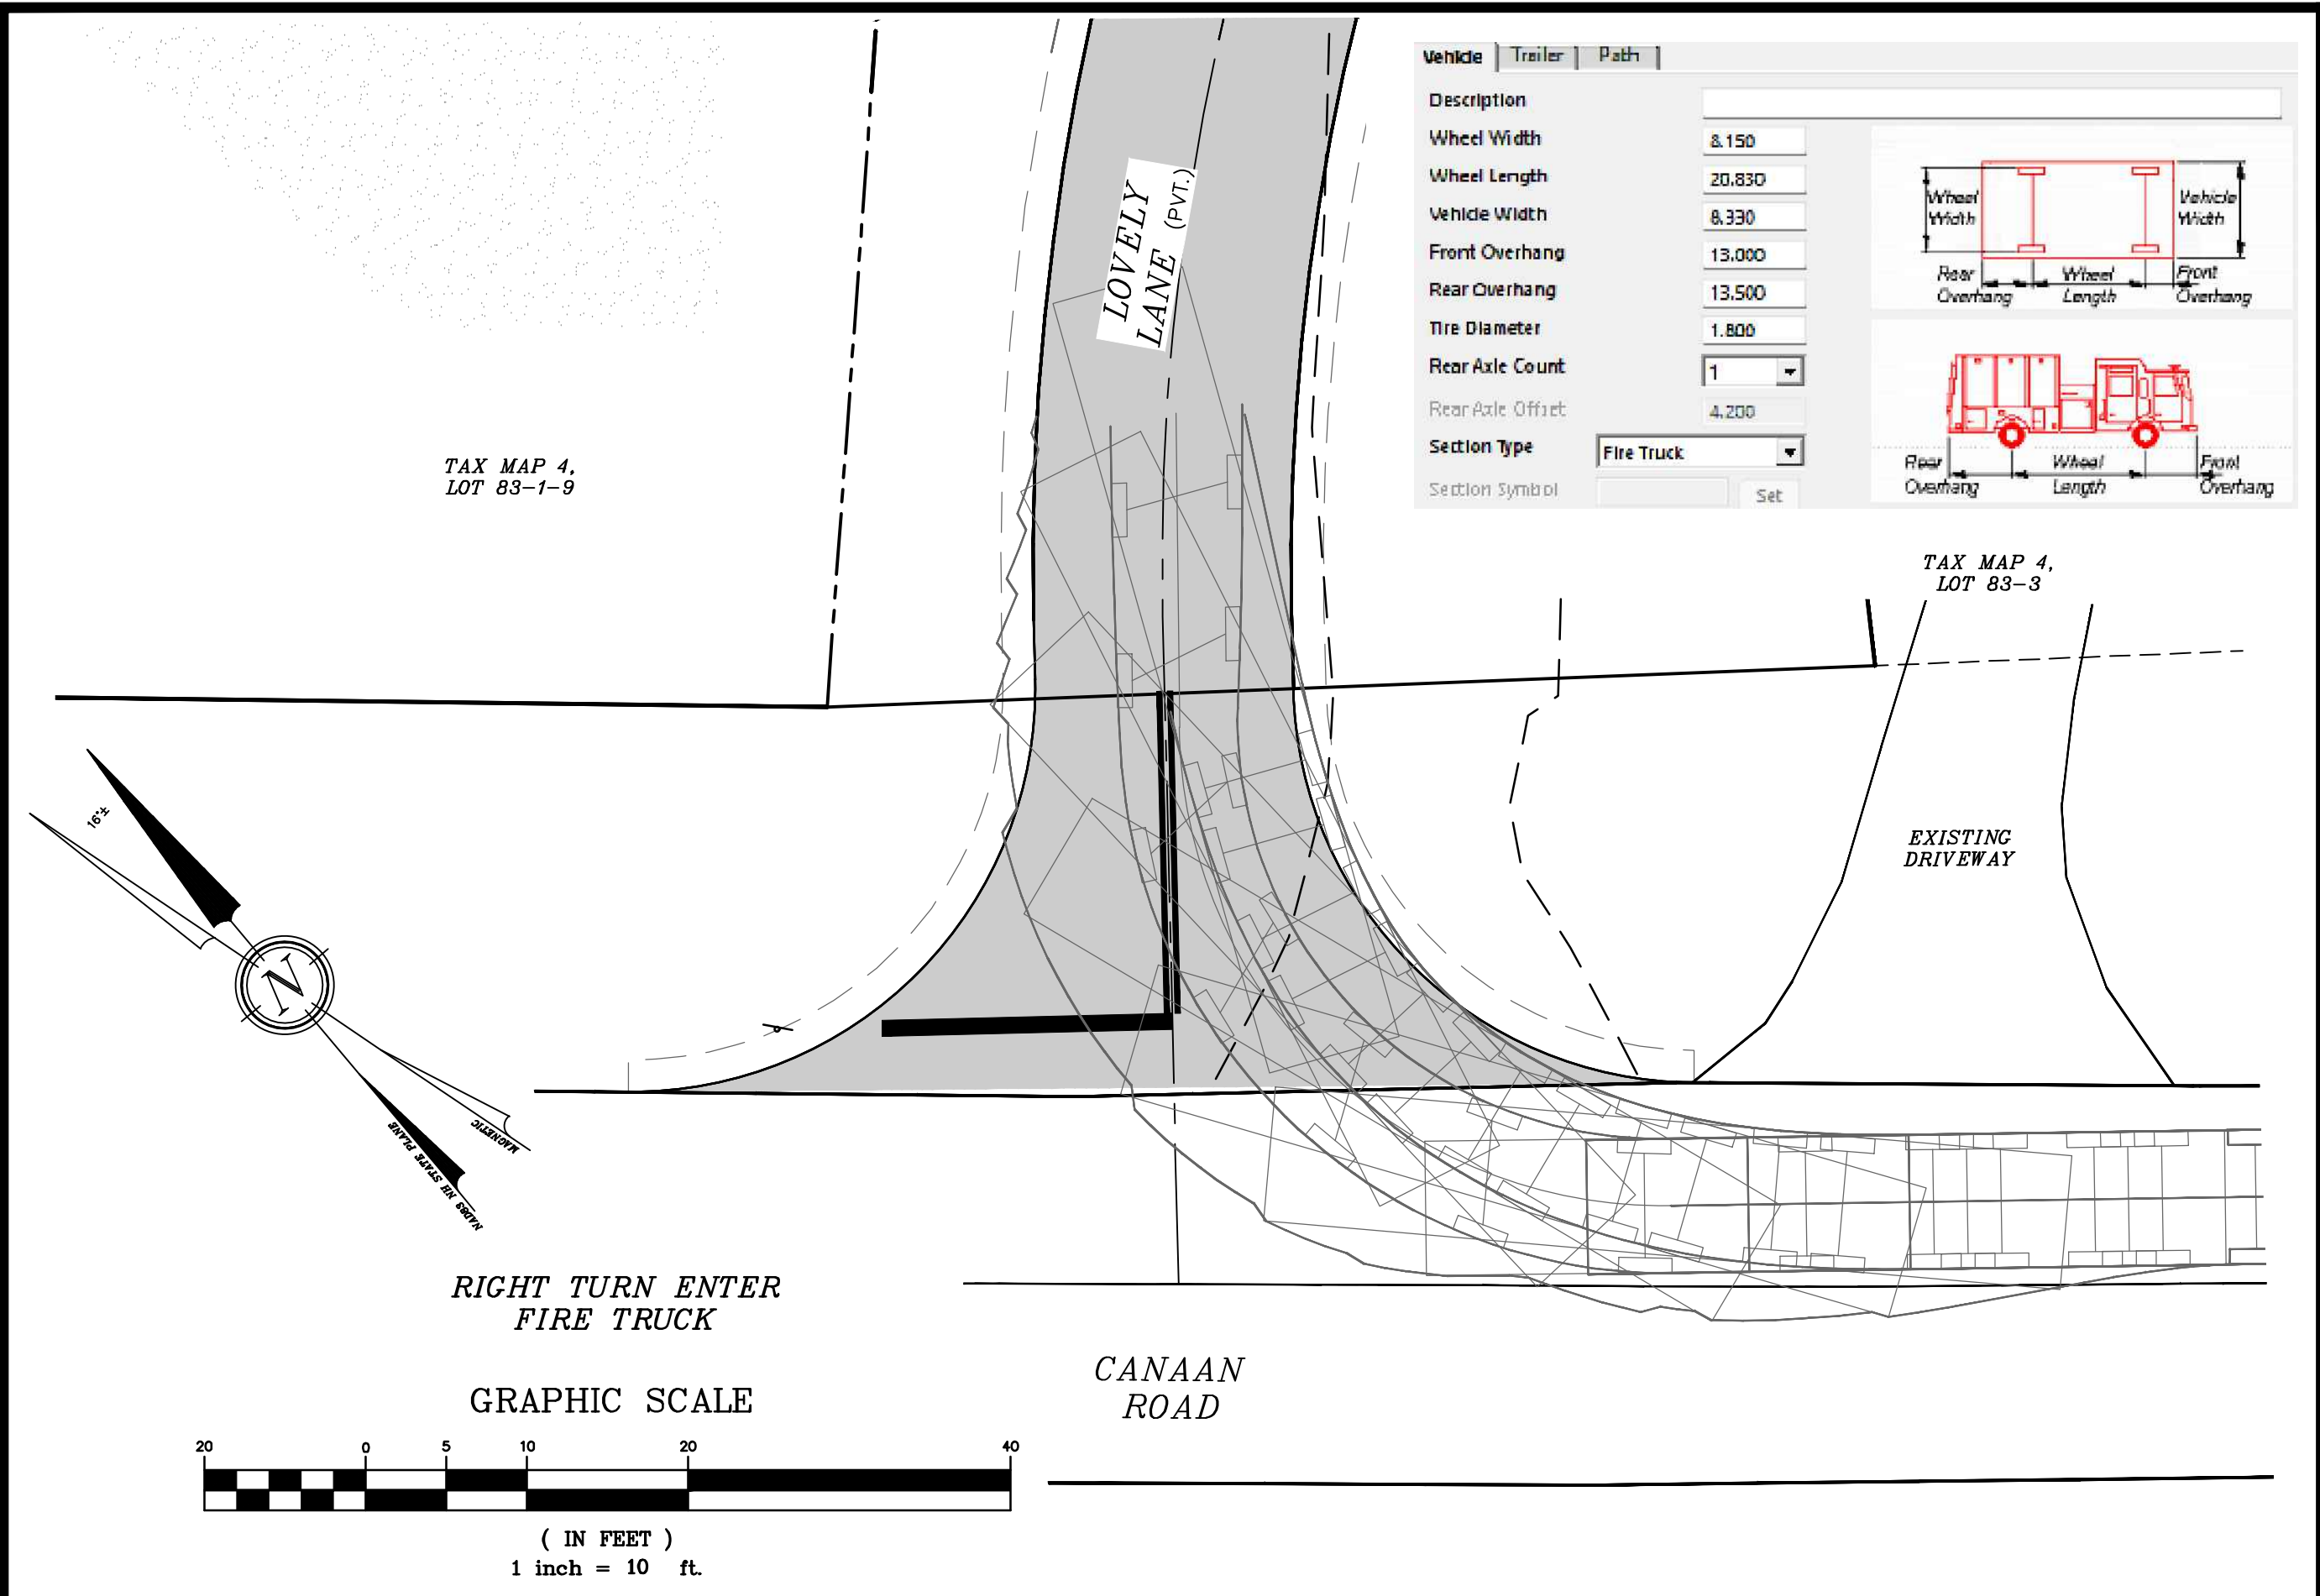 Vehicle Trailer Path
Description
Wheel Width 8.150
Wheel Length 20.830
Vehicle Width 8.330
Front Overhang 13.000
Rear Overhang 13.500
Tire Diameter 1.800
Rear Axle Count 1
Rear Axle Offset 4.200
Section Type Fire Truck
Section Symbol Set
Wheel Width
Vehicle Width
Rear Overhang
Wheel Length
Front Overhang
Rear Overhang
Wheel Length
Front Overhang
LOVELY
LANE (PVT.)
TAX MAP 4,
LOT 83-1-9
TAX MAP 4,
LOT 83-3
EXISTING
DRIVEWAY
16°±
N
MAGNETIC
NAD83 NH STATE PLANE
RIGHT TURN ENTER
FIRE TRUCK
CANAAN
ROAD
GRAPHIC SCALE
20 0 5 10 20 40
( IN FEET )
1 inch = 10 ft.